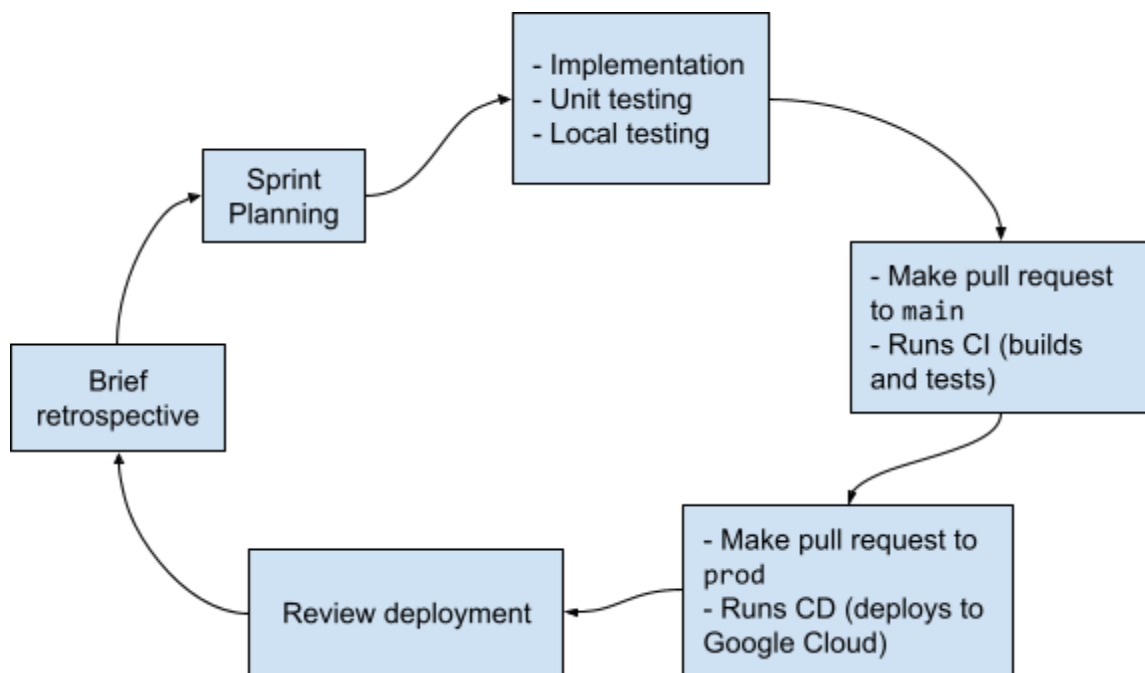 - Implementation
- Unit testing
- Local testing
Sprint
Planning
- Make pull request
to main
- Runs CI (builds
and tests)
Brief
retrospective
- Make pull request to
prod
- Runs CD (deploys to
Google Cloud)
Review deployment